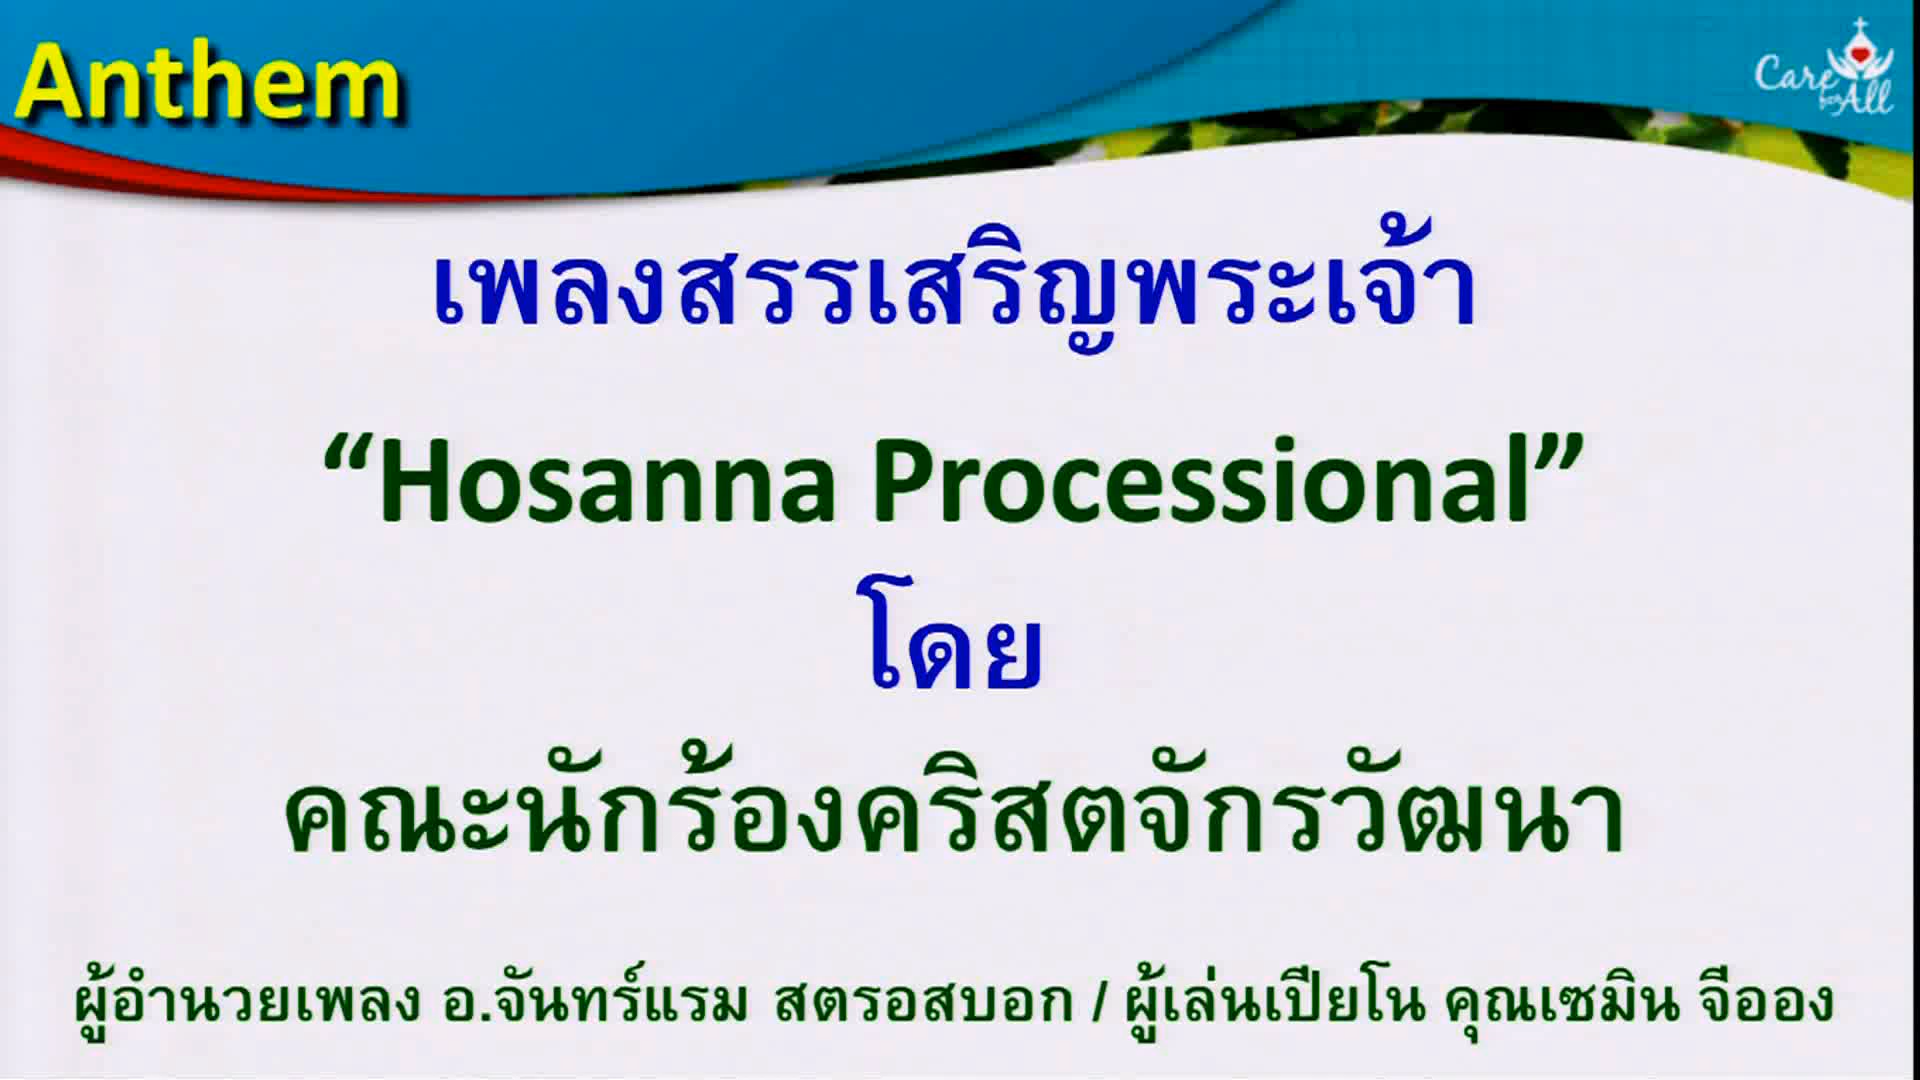 Anthem
Care for All
เพลงสรรเสริญพระเจ้า
“Hosanna Processional”
โดย
คณะนักร้องคริสตจักรวัฒนา
ผู้อำนวยเพลง อ.จันทร์แรม สตรอสบอก / ผู้เล่นเปียโน คุณเซมิน จีออง